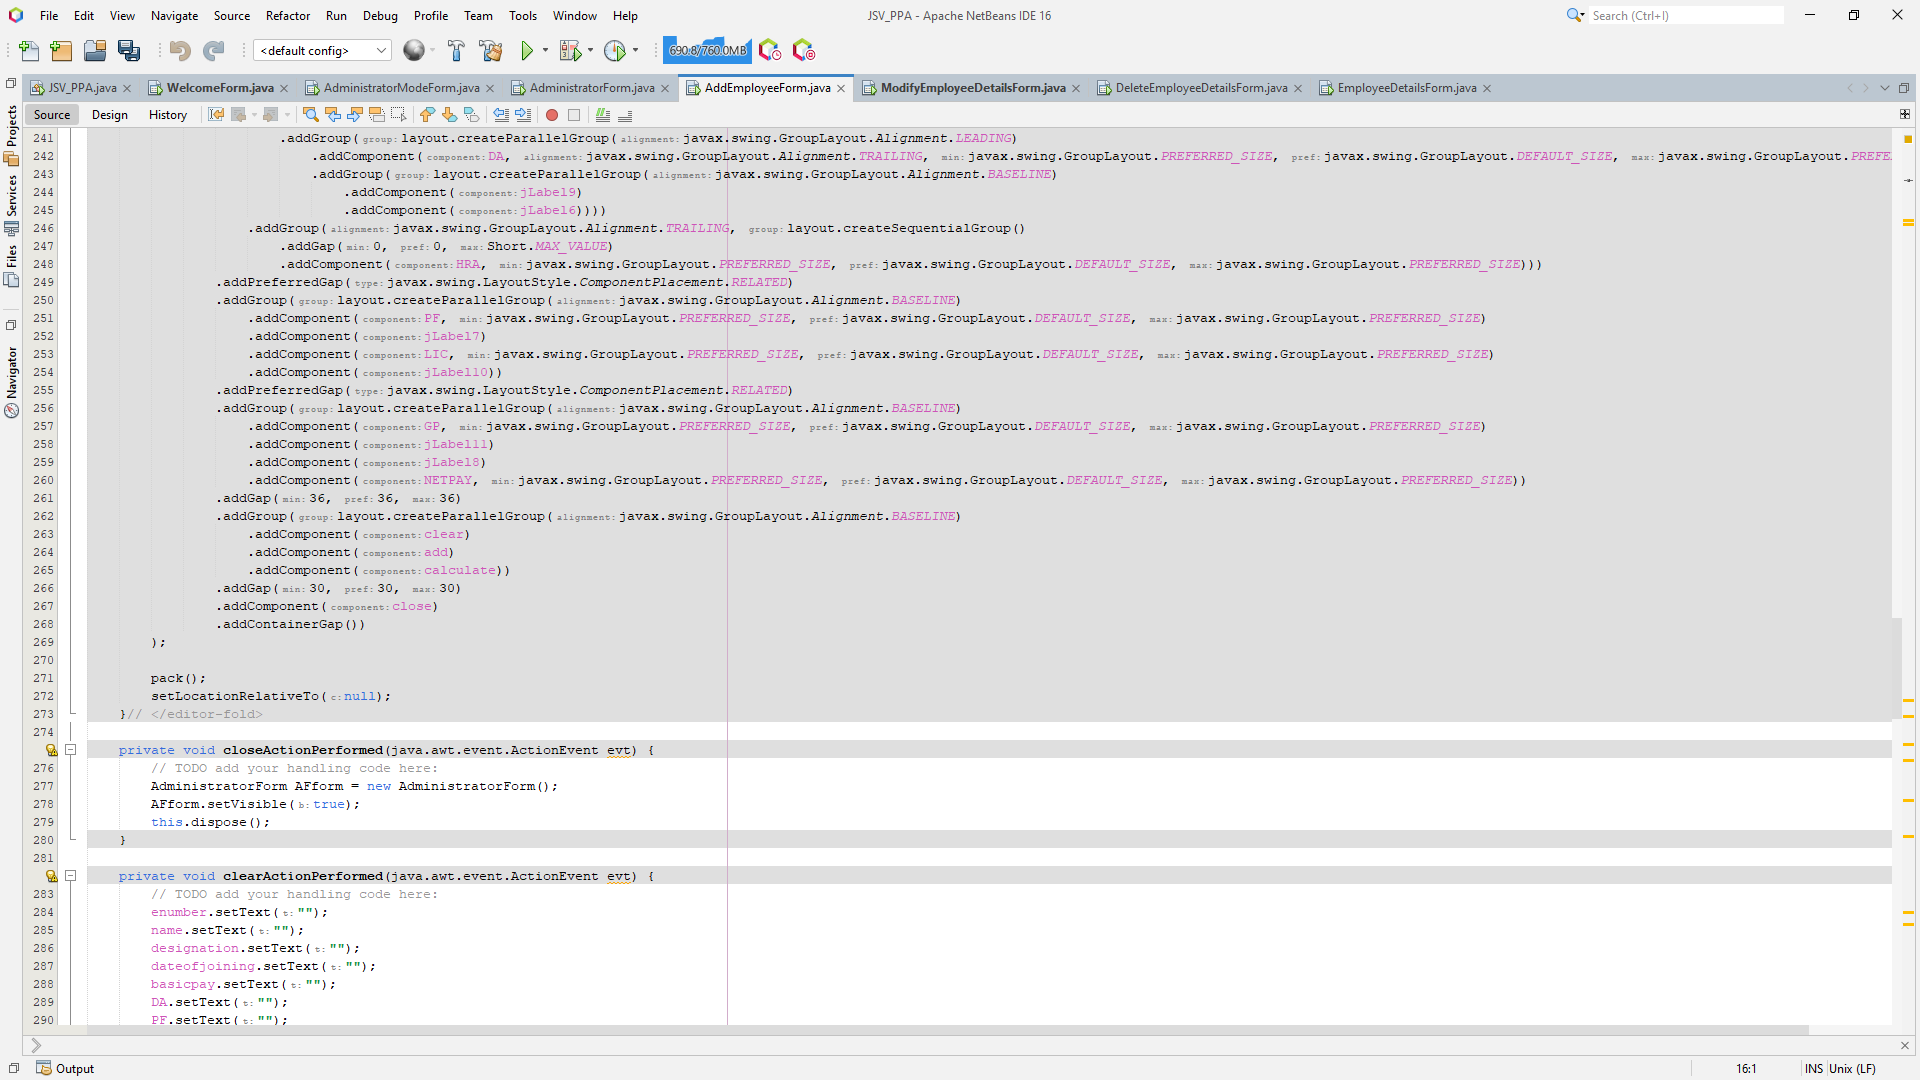 File Edit View Navigate Source Refactor Run Debug Profile Team Tools Window Help
JSV_PPA - Apache NetBeans IDE 16
Search (Ctrl+I)
<default config>
690.8/760.0MB
JSV_PPA.java
WelcomeForm.java
AdministratorModeForm.java
AdministratorForm.java
AddEmployeeForm.java
ModifyEmployeeDetailsForm.java
DeleteEmployeeDetailsForm.java
EmployeeDetailsForm.java
Source Design History
Projects
Services
Files
Navigator
241 .addGroup(group: layout.createParallelGroup(alignment: javax.swing.GroupLayout.Alignment.LEADING)
242 .addComponent(component: DA, alignment: javax.swing.GroupLayout.Alignment.TRAILING, min: javax.swing.GroupLayout.PREFERRED_SIZE, pref: javax.swing.GroupLayout.DEFAULT_SIZE, max: javax.swing.GroupLayout.PREFE
243 .addGroup(group: layout.createParallelGroup(alignment: javax.swing.GroupLayout.Alignment.BASELINE)
244 .addComponent(component: jLabel9)
245 .addComponent(component: jLabel6))))
246 .addGroup(alignment: javax.swing.GroupLayout.Alignment.TRAILING, group: layout.createSequentialGroup()
247 .addGap(min: 0, pref: 0, max: Short.MAX_VALUE)
248 .addComponent(component: HRA, min: javax.swing.GroupLayout.PREFERRED_SIZE, pref: javax.swing.GroupLayout.DEFAULT_SIZE, max: javax.swing.GroupLayout.PREFERRED_SIZE)))
249 .addPreferredGap(type: javax.swing.LayoutStyle.ComponentPlacement.RELATED)
250 .addGroup(group: layout.createParallelGroup(alignment: javax.swing.GroupLayout.Alignment.BASELINE)
251 .addComponent(component: PF, min: javax.swing.GroupLayout.PREFERRED_SIZE, pref: javax.swing.GroupLayout.DEFAULT_SIZE, max: javax.swing.GroupLayout.PREFERRED_SIZE)
252 .addComponent(component: jLabel7)
253 .addComponent(component: LIC, min: javax.swing.GroupLayout.PREFERRED_SIZE, pref: javax.swing.GroupLayout.DEFAULT_SIZE, max: javax.swing.GroupLayout.PREFERRED_SIZE)
254 .addComponent(component: jLabel10))
255 .addPreferredGap(type: javax.swing.LayoutStyle.ComponentPlacement.RELATED)
256 .addGroup(group: layout.createParallelGroup(alignment: javax.swing.GroupLayout.Alignment.BASELINE)
257 .addComponent(component: GP, min: javax.swing.GroupLayout.PREFERRED_SIZE, pref: javax.swing.GroupLayout.DEFAULT_SIZE, max: javax.swing.GroupLayout.PREFERRED_SIZE)
258 .addComponent(component: jLabel11)
259 .addComponent(component: jLabel8)
260 .addComponent(component: NETPAY, min: javax.swing.GroupLayout.PREFERRED_SIZE, pref: javax.swing.GroupLayout.DEFAULT_SIZE, max: javax.swing.GroupLayout.PREFERRED_SIZE))
261 .addGap(min: 36, pref: 36, max: 36)
262 .addGroup(group: layout.createParallelGroup(alignment: javax.swing.GroupLayout.Alignment.BASELINE)
263 .addComponent(component: clear)
264 .addComponent(component: add)
265 .addComponent(component: calculate))
266 .addGap(min: 30, pref: 30, max: 30)
267 .addComponent(component: close)
268 .addContainerGap())
269 );
270
271 pack();
272 setLocationRelativeTo(c: null);
273 }// </editor-fold>
274
private void closeActionPerformed(java.awt.event.ActionEvent evt) {
276 // TODO add your handling code here:
277 AdministratorForm AFform = new AdministratorForm();
278 AFform.setVisible(b: true);
279 this.dispose();
280 }
281
private void clearActionPerformed(java.awt.event.ActionEvent evt) {
283 // TODO add your handling code here:
284 enumber.setText(t: "");
285 name.setText(t: "");
286 designation.setText(t: "");
287 dateofjoining.setText(t: "");
288 basicpay.setText(t: "");
289 DA.setText(t: "");
290 PF.setText(t: "");
Output
16:1 INS Unix (LF)